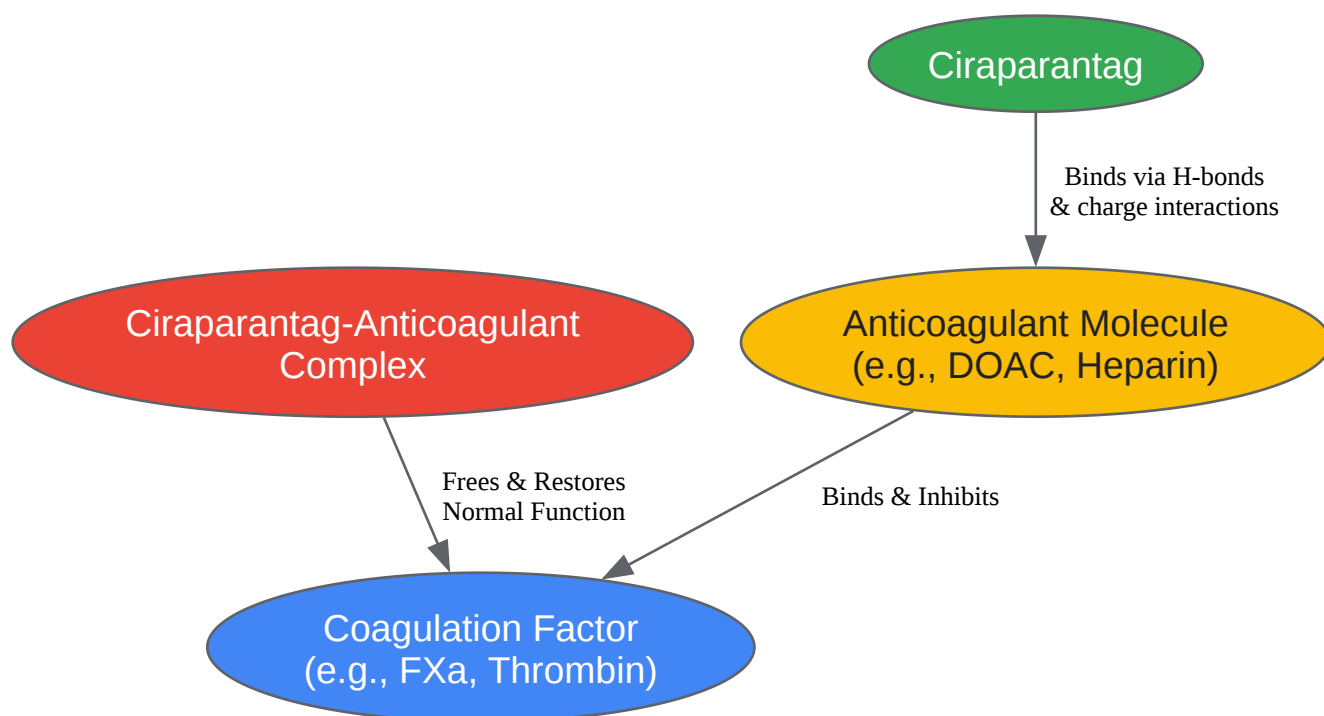 Ciraparantag
Binds via H-bonds
& charge interactions
Ciraparantag-Anticoagulant
Complex
Anticoagulant Molecule
(e.g., DOAC, Heparin)
Frees & Restores
Normal Function
Binds & Inhibits
Coagulation Factor
(e.g., FXa, Thrombin)